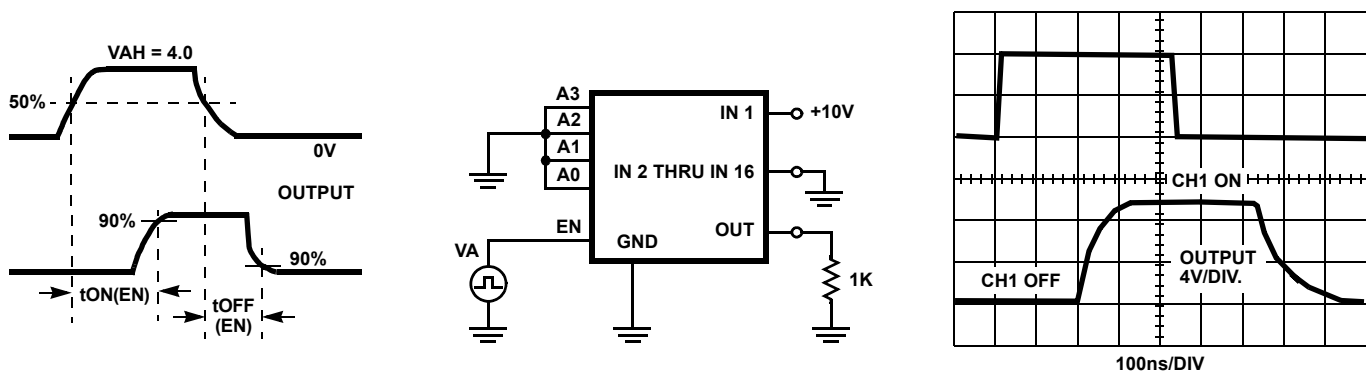 VAH = 4.0
50%
0V
OUTPUT
90%
90%
tON(EN)
tOFF
(EN)
A3
A2
A1
A0
EN
VA
IN 1
+10V
IN 2 THRU IN 16
OUT
GND
1K
CH1 ON
CH1 OFF
OUTPUT
4V/DIV.
100ns/DIV